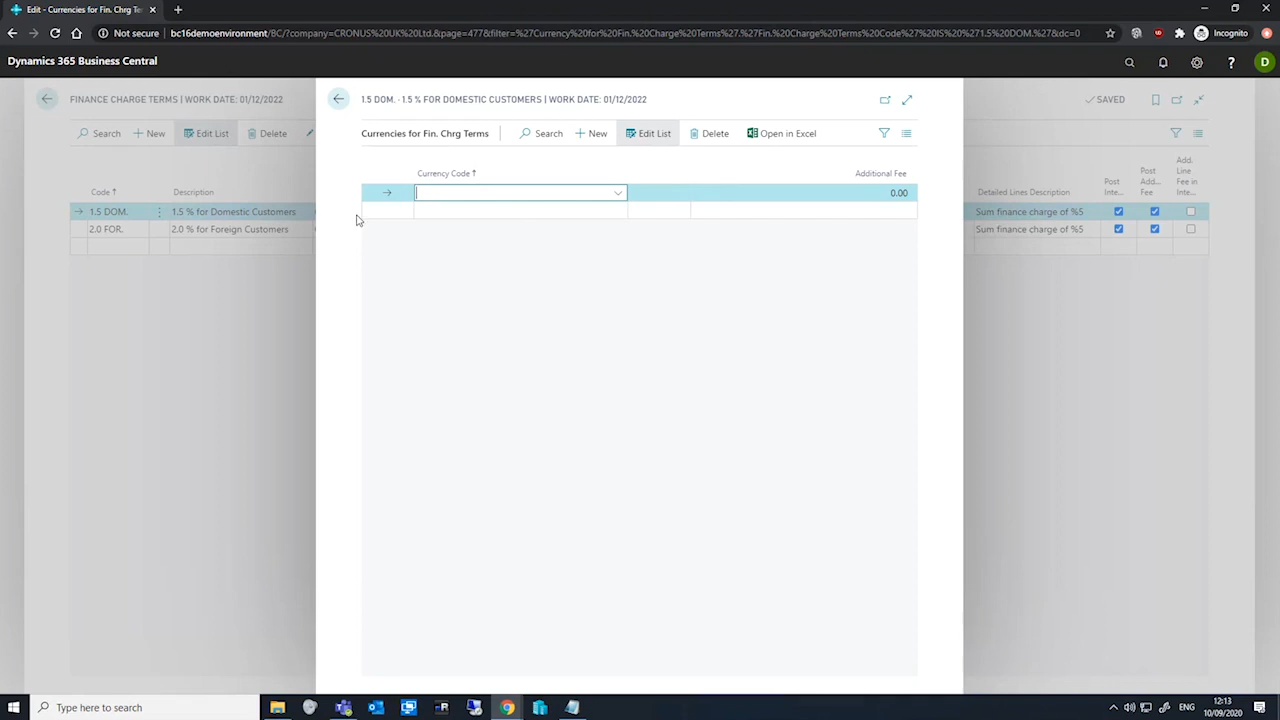 Edit - Currencies for Fin. Chrg Terr
Not secure
bc16demoenvironment/BC/?company=CRONUS%20UK%20Ltd.&page=477&filter=%27Currency%20for%20Fin.%20Charge%20Terms%27.%27Fin.%20Charge%20Terms%20Code%27%20IS%20%271.5%20DOM.%27&dc=0
Incognito
Dynamics 365 Business Central
D
FINANCE CHARGE TERMS | WORK DATE: 01/12/2022
1.5 DOM. · 1.5 % FOR DOMESTIC CUSTOMERS | WORK DATE: 01/12/2022
SAVED
Search
New
Edit List
Delete
Currencies for Fin. Chrg Terms
Search
New
Edit List
Delete
Open in Excel
Code ↑
Description
Currency Code ↑
Additional Fee
Detailed Lines Description
Post Inte...
Post Add... Fee
Add. Line Fee in Inte...
1.5 DOM.
1.5 % for Domestic Customers
0.00
Sum finance charge of %5
2.0 FOR.
2.0 % for Foreign Customers
Sum finance charge of %5
Type here to search
ENG
12:13
10/09/2020